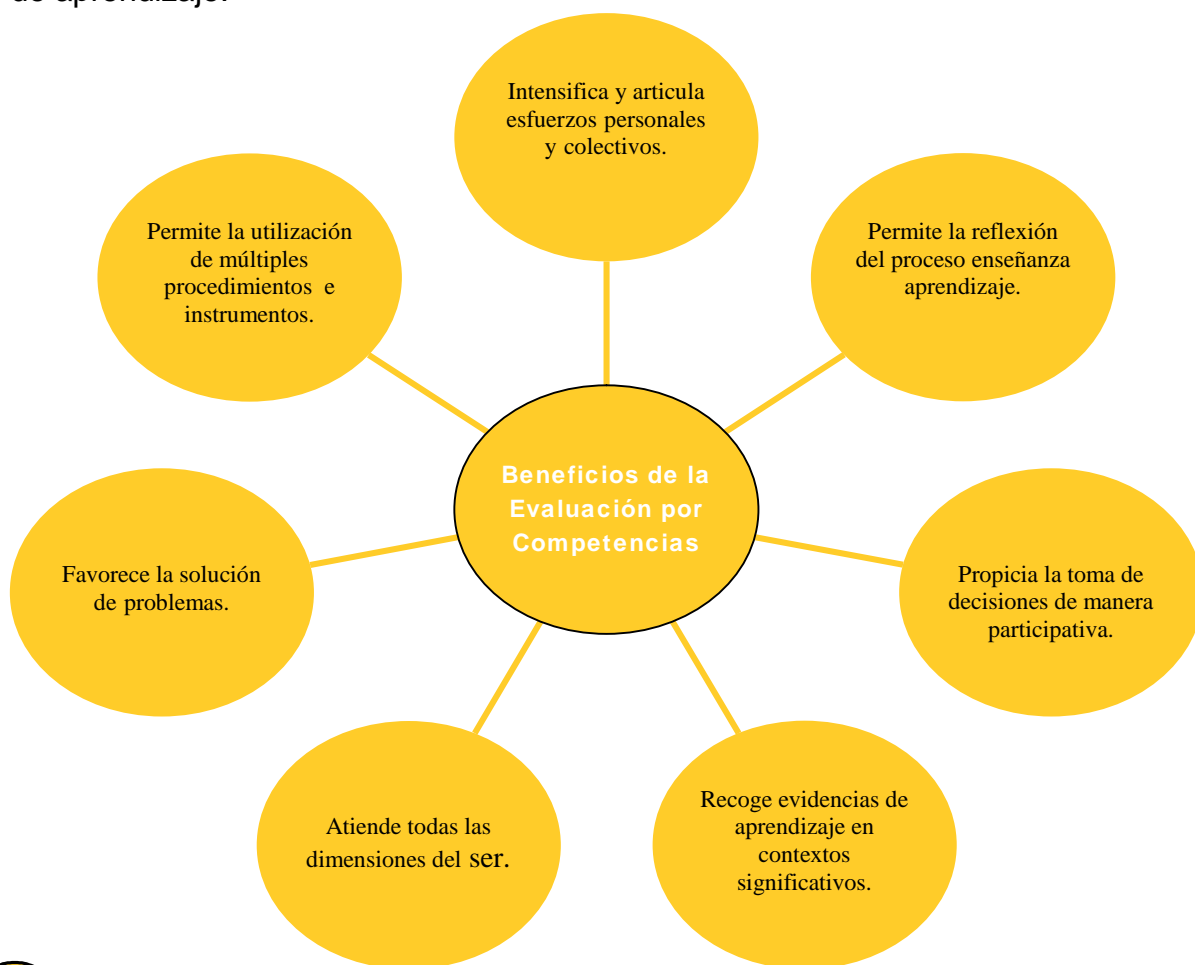 de aprendizaje.
Intensifica y articula
esfuerzos personales
y colectivos.
Permite la utilización
de múltiples
procedimientos e
instrumentos.
Permite la reflexión
del proceso enseñanza
aprendizaje.
Beneficios de la
Evaluación por
Competencias
Favorece la solución
de problemas.
Propicia la toma de
decisiones de manera
participativa.
Atiende todas las
dimensiones del ser.
Recoge evidencias de
aprendizaje en
contextos
significativos.